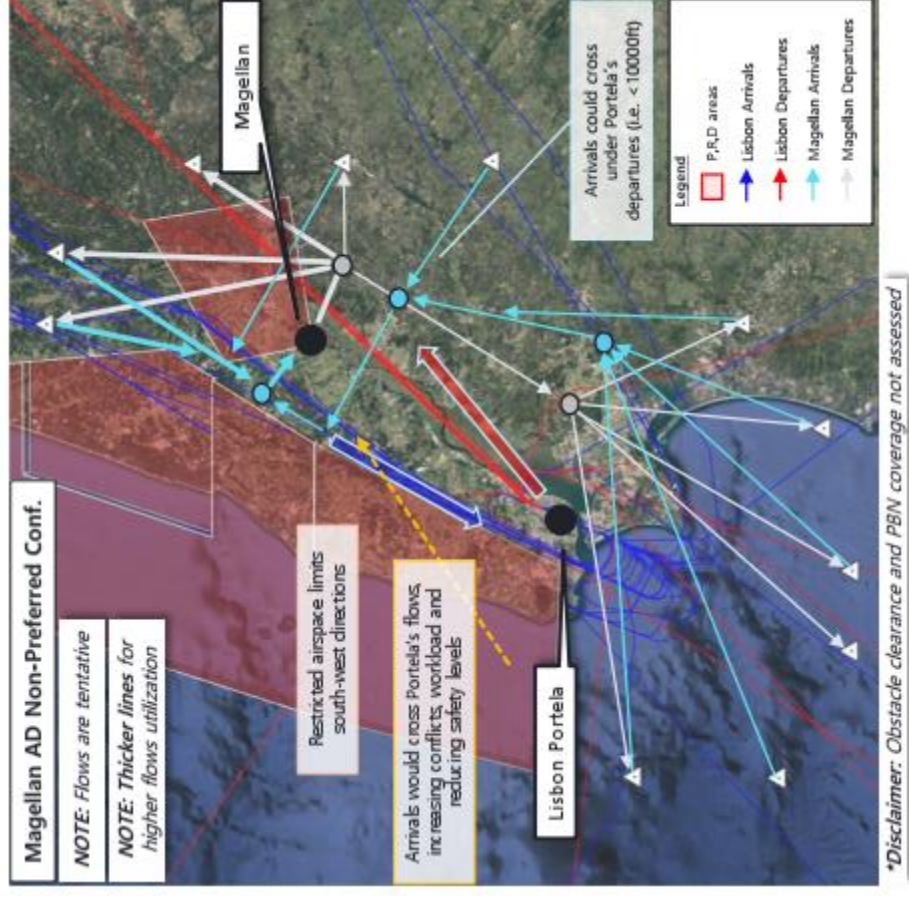 Magellan AD Non-Preferred Conf.
NOTE: Flows are tentative
NOTE: Thicker lines for
higher flows utilization
Restricted airspace limits
south-west directions
Arrivals would cross Portela's flows,
increasing conflicts, workload and
reducing safety levels
Lisbon Portela
Magellan
Arrivals could cross
under Portela's
departures (i.e. <10000ft)
Legend
P,R,D areas
Lisbon Arrivals
Lisbon Departures
Magellan Arrivals
Magellan Departures
*Disclaimer: Obstacle clearance and PBN coverage not assessed